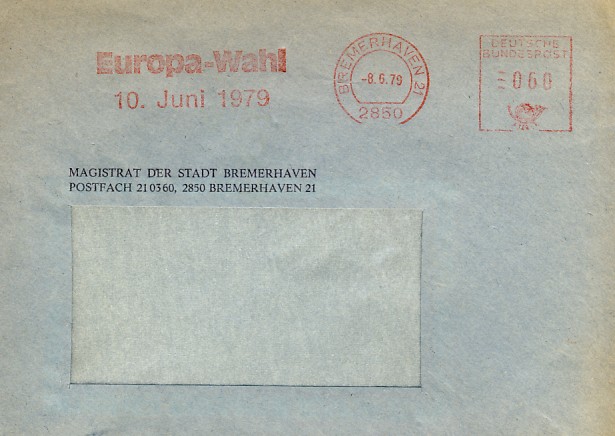 Europa-Wahl
10. Juni 1979
BREMERHAVEN 21
-8.6.79
2850
DEUTSCHE
BUNDESPOST
060
MAGISTRAT DER STADT BREMERHAVEN
POSTFACH 210360, 2850 BREMERHAVEN 21